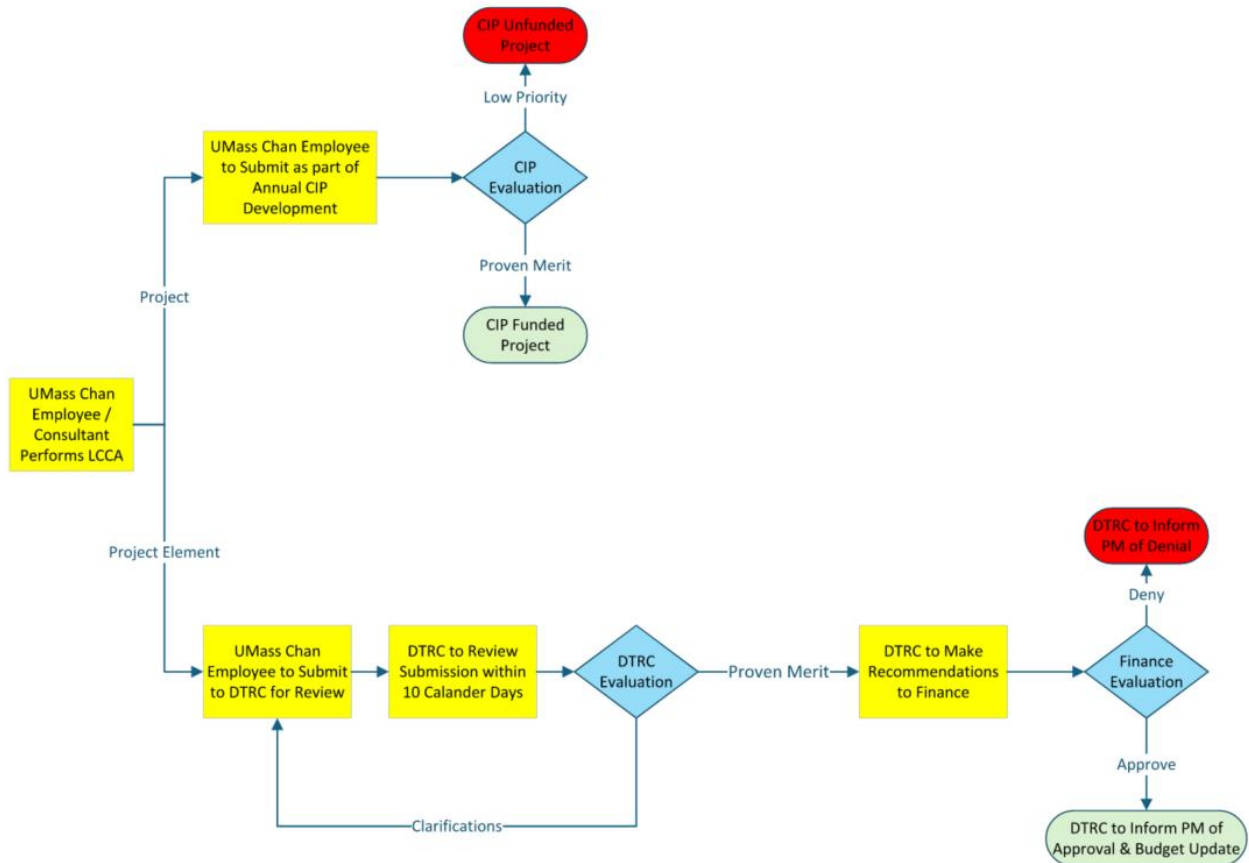 CIP Unfunded
Project
Low Priority
UMass Chan Employee
to Submit as part of
Annual CIP
Development
CIP
Evaluation
Proven Merit
Project
CIP Funded
Project
UMass Chan
Employee /
Consultant
Performs LCCA
Project Element
DTRC to Inform
PM of Denial
Deny
UMass Chan
Employee to Submit
to DTRC for Review
DTRC to Review
Submission within
10 Calander Days
DTRC
Evaluation
Proven Merit
DTRC to Make
Recommendations
to Finance
Finance
Evaluation
Approve
Clarifications
DTRC to Inform PM of
Approval & Budget Update